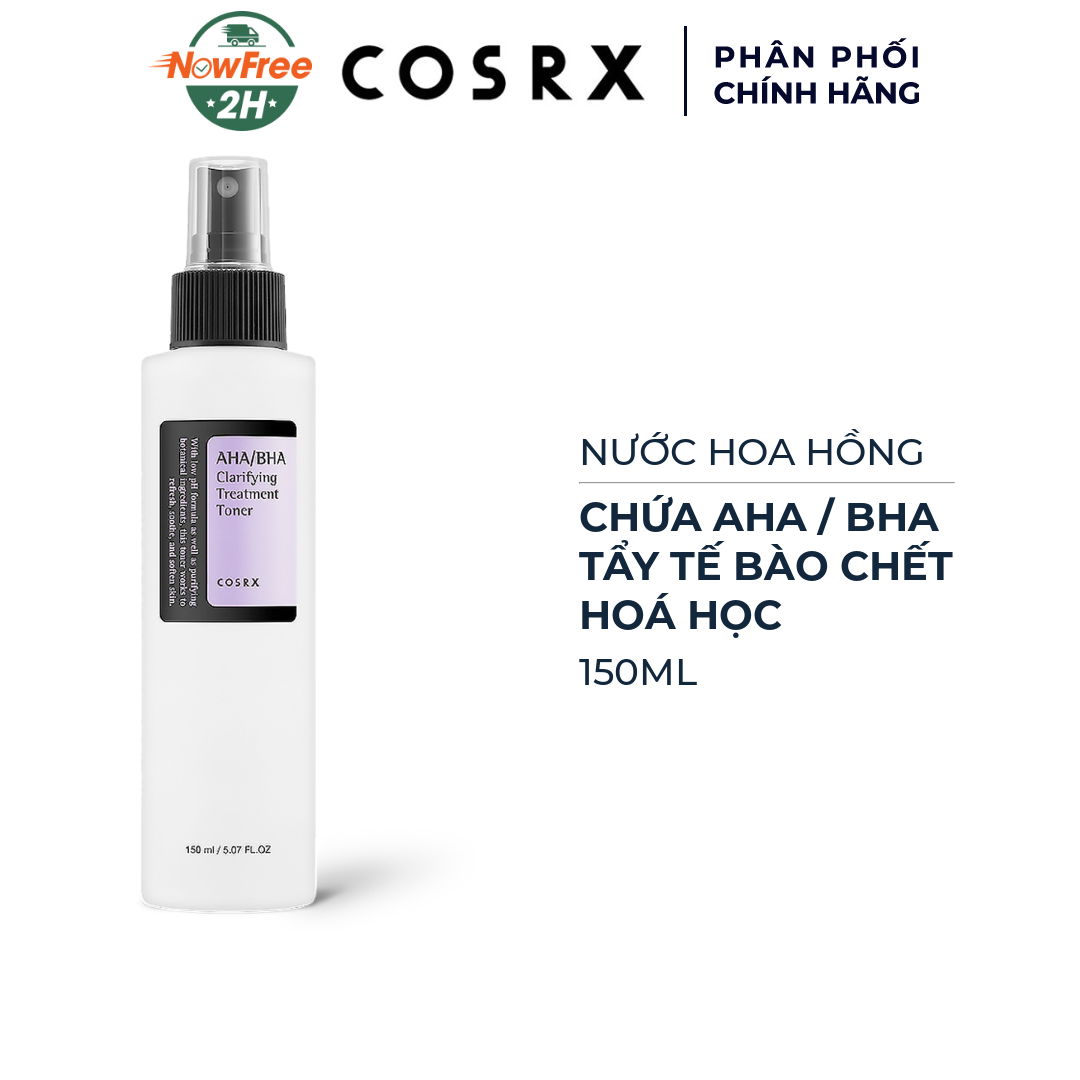 NowFree
2H
COSRX
PHÂN PHỐI
CHÍNH HÃNG
AHA/BHA
Clarifying
Treatment
Toner
COSRX
With low pH formula as well as purifying
botanical ingredients, this toner works to
refresh, soothe, and soften skin.
150 ml / 5.07 FL.OZ
NƯỚC HOA HỒNG
CHỨA AHA / BHA
TẨY TẾ BÀO CHẾT
HOÁ HỌC
150ML